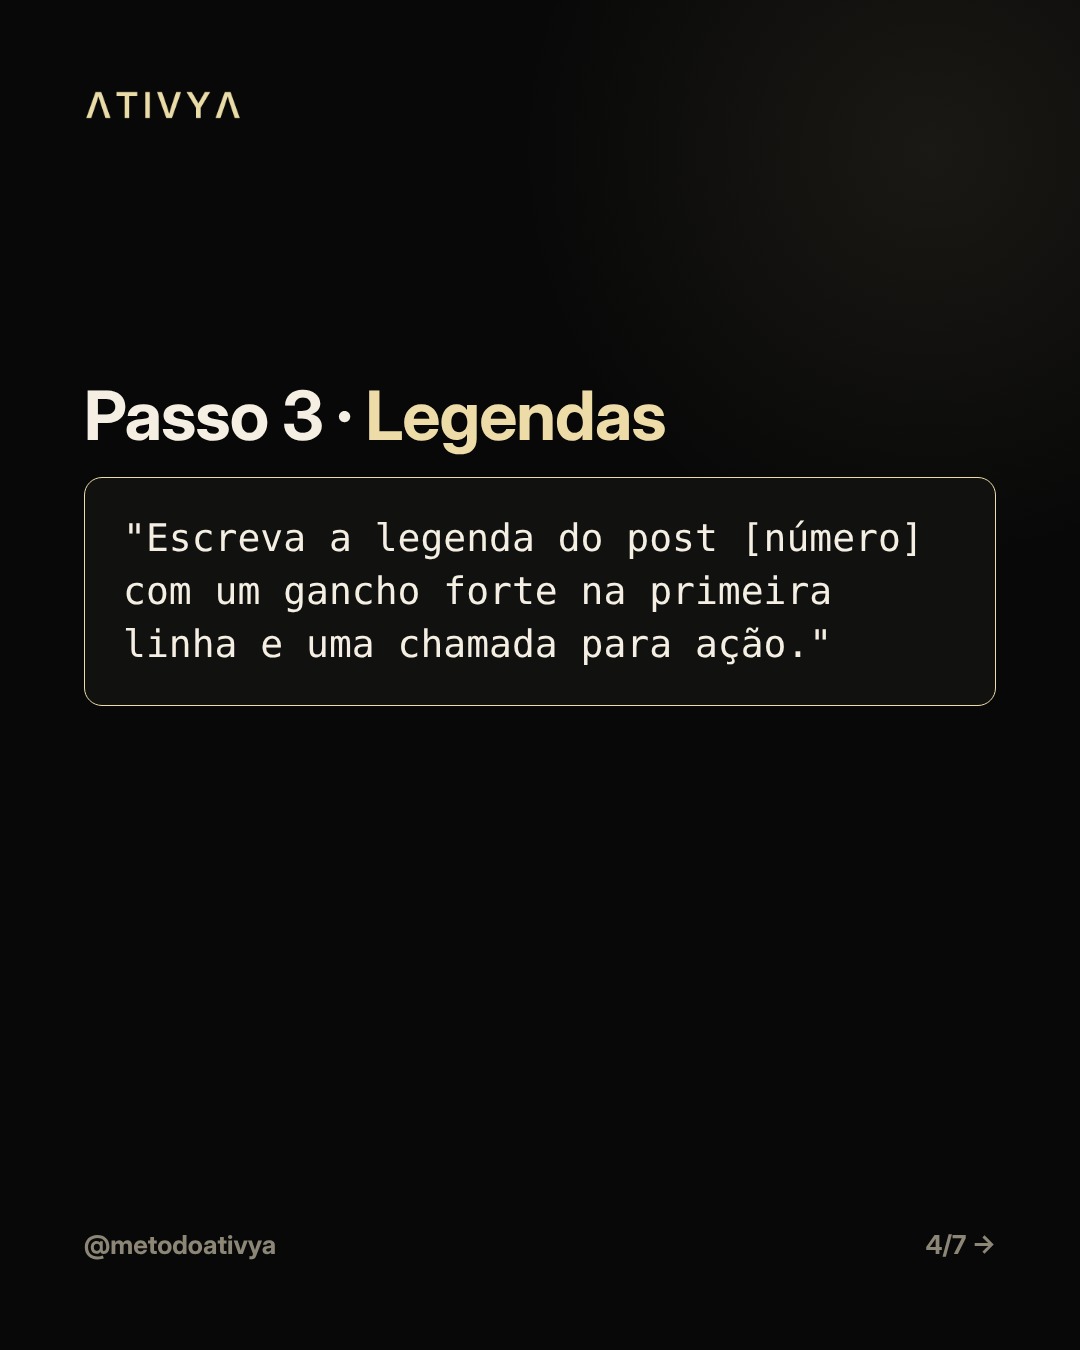 ATIVYA
Passo 3 · Legendas
"Escreva a legenda do post [número]
com um gancho forte na primeira
linha e uma chamada para ação."
@metodoativya
4/7 →